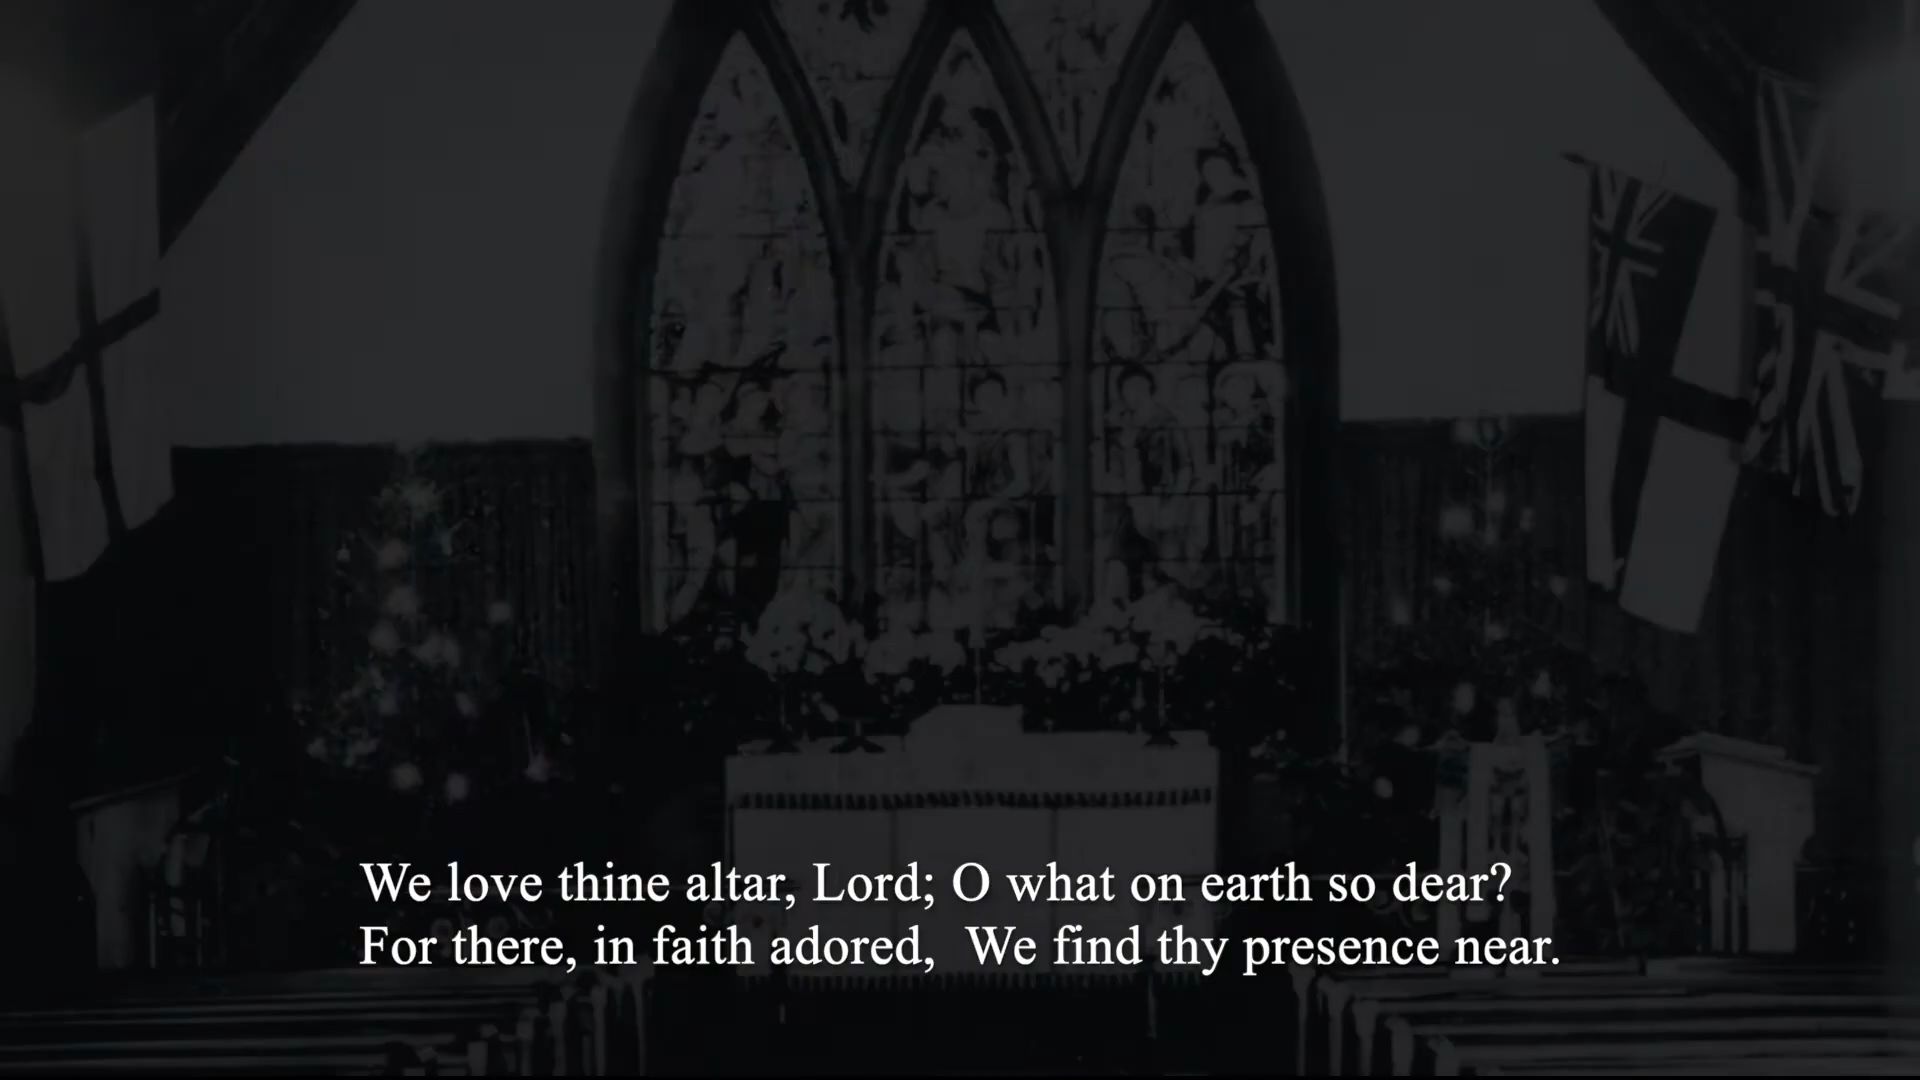 We love thine altar, Lord; O what on earth so dear?
For there, in faith adored,  We find thy presence near.